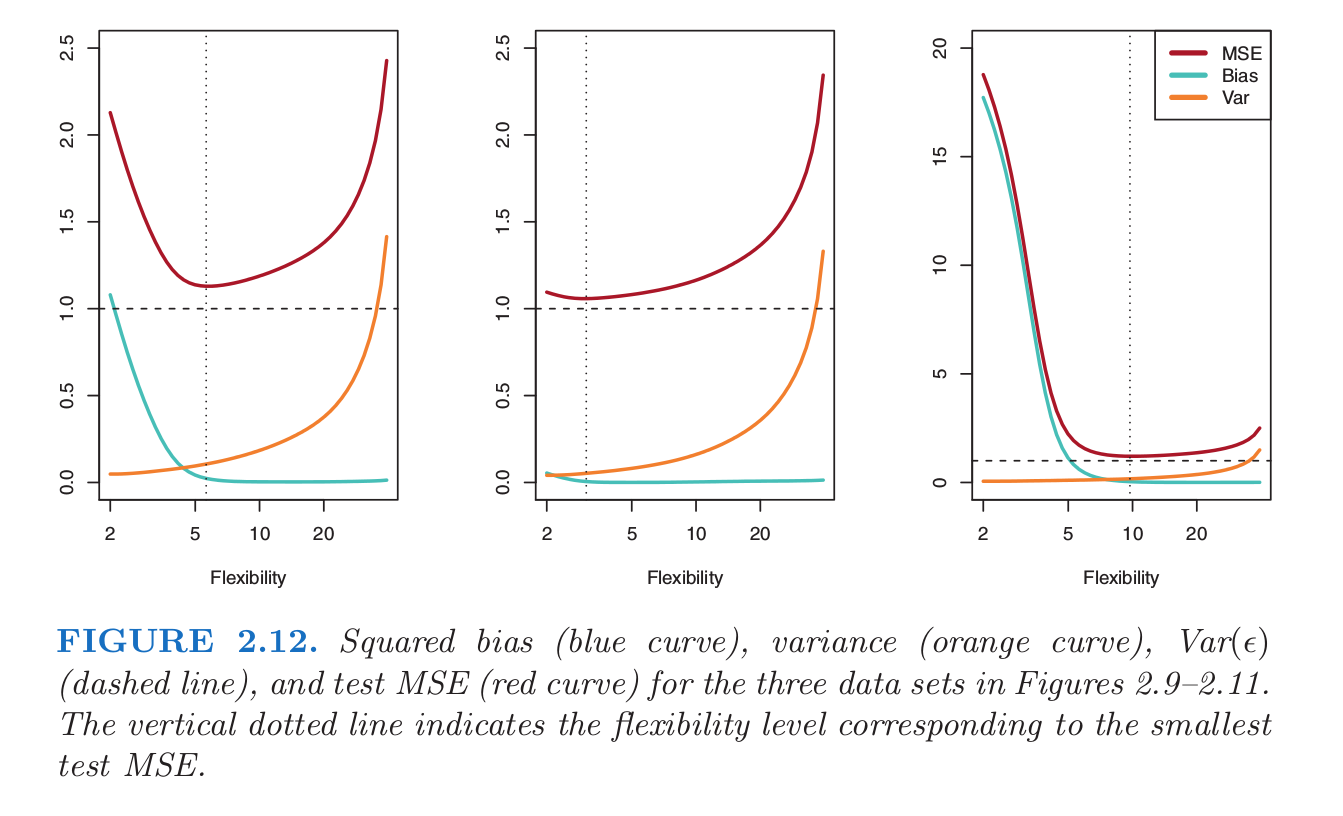 2.5
2.0
1.5
1.0
0.5
0.0
2 5 10 20
Flexibility
2.5
2.0
1.5
1.0
0.5
0.0
2 5 10 20
Flexibility
20
15
10
5
0
2 5 10 20
Flexibility
MSE
Bias
Var
FIGURE 2.12. Squared bias (blue curve), variance (orange curve), Var(ϵ)
(dashed line), and test MSE (red curve) for the three data sets in Figures 2.9–2.11.
The vertical dotted line indicates the flexibility level corresponding to the smallest
test MSE.